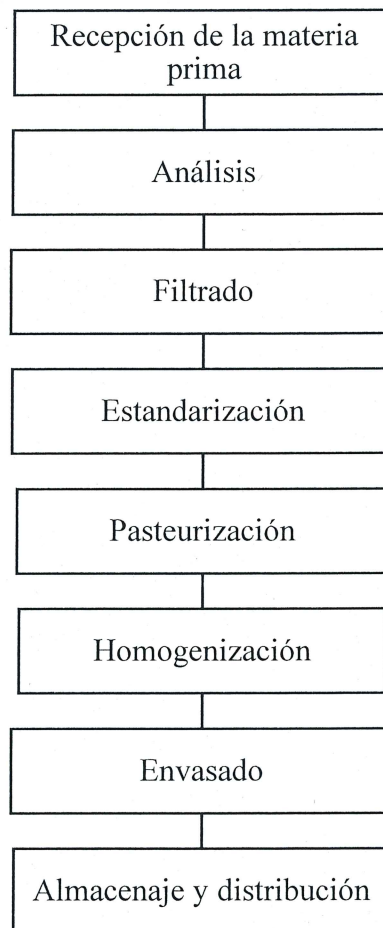 Recepción de la materia
prima
Análisis
Filtrado
Estandarización
Pasteurización
Homogenización
Envasado
Almacenaje y distribución